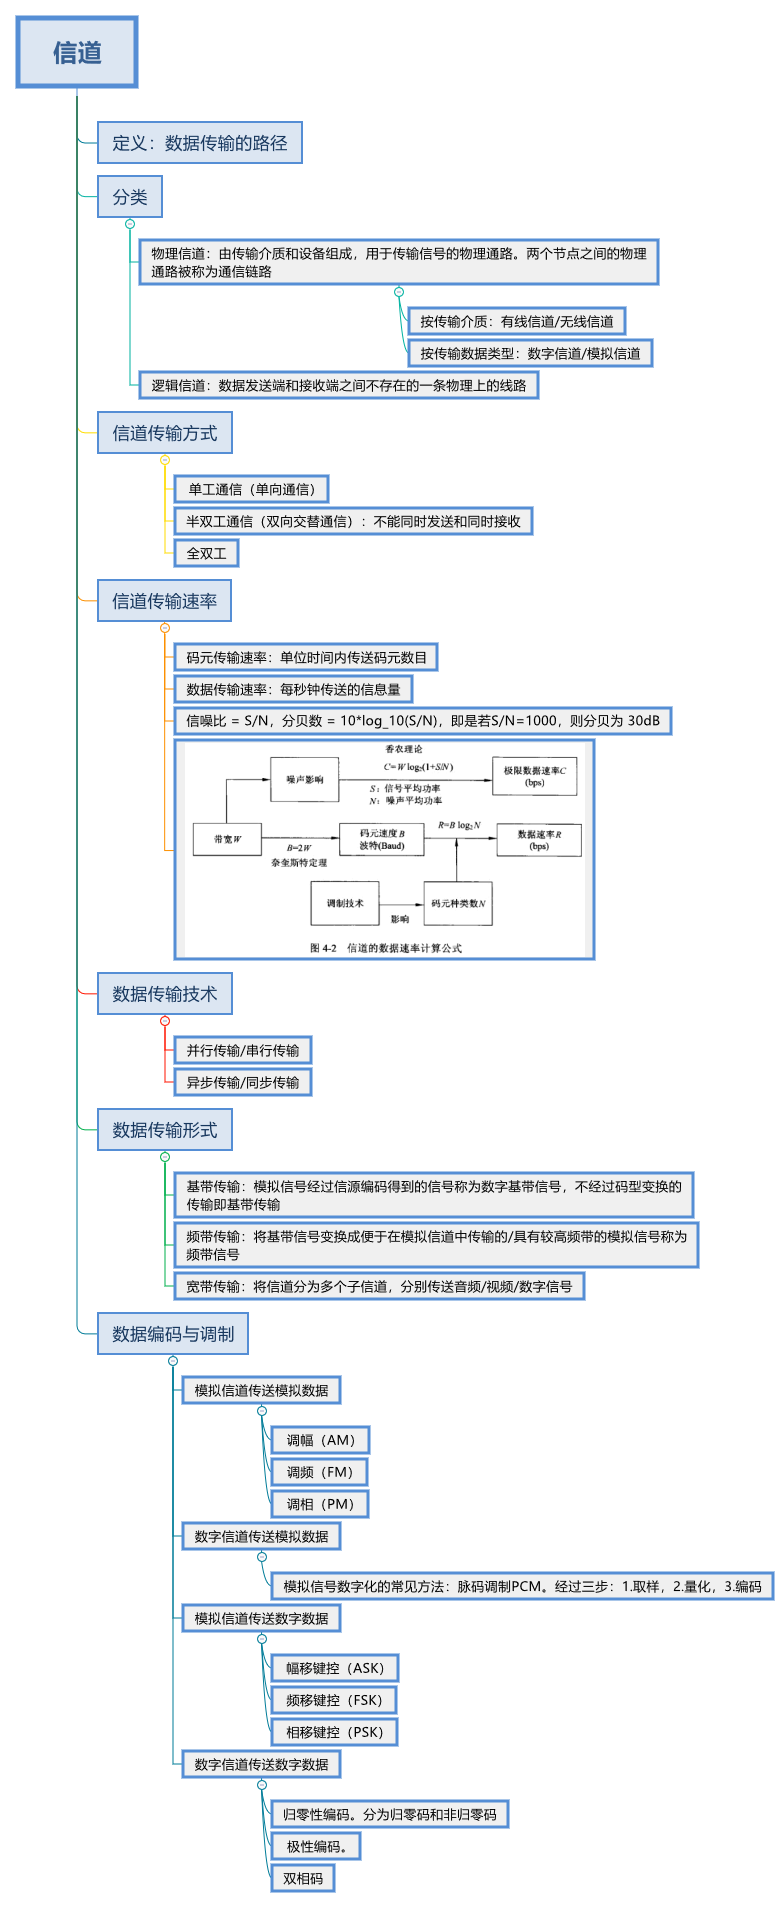 信道
定义：数据传输的路径
分类
物理信道：由传输介质和设备组成，用于传输信号的物理通路。两个节点之间的物理
通路被称为通信链路
按传输介质：有线信道/无线信道
按传输数据类型：数字信道/模拟信道
逻辑信道：数据发送端和接收端之间不存在的一条物理上的线路
信道传输方式
单工通信（单向通信）
半双工通信（双向交替通信）：不能同时发送和同时接收
全双工
信道传输速率
码元传输速率：单位时间内传送码元数目
数据传输速率：每秒钟传送的信息量
信噪比 = S/N，分贝数 = 10*log_10(S/N)，即是若S/N=1000，则分贝为 30dB
香农理论
C=W log₂(1+S/N)
噪声影响
极限数据速率C
(bps)
S：信号平均功率
N：噪声平均功率
带宽W
B=2W
奈奎斯特定理
码元速度B
波特(Baud)
R=B log₂N
数据速率R
(bps)
调制技术
影响
码元种类数N
图 4-2 信道的数据速率计算公式
数据传输技术
并行传输/串行传输
异步传输/同步传输
数据传输形式
基带传输：模拟信号经过信源编码得到的信号称为数字基带信号，不经过码型变换的
传输即基带传输
频带传输：将基带信号变换成便于在模拟信道中传输的/具有较高频带的模拟信号称为
频带信号
宽带传输：将信道分为多个子信道，分别传送音频/视频/数字信号
数据编码与调制
模拟信道传送模拟数据
调幅（AM）
调频（FM）
调相（PM）
数字信道传送模拟数据
模拟信号数字化的常见方法：脉码调制PCM。经过三步：1.取样，2.量化，3.编码
模拟信道传送数字数据
幅移键控（ASK）
频移键控（FSK）
相移键控（PSK）
数字信道传送数字数据
归零性编码。分为归零码和非归零码
极性编码。
双相码